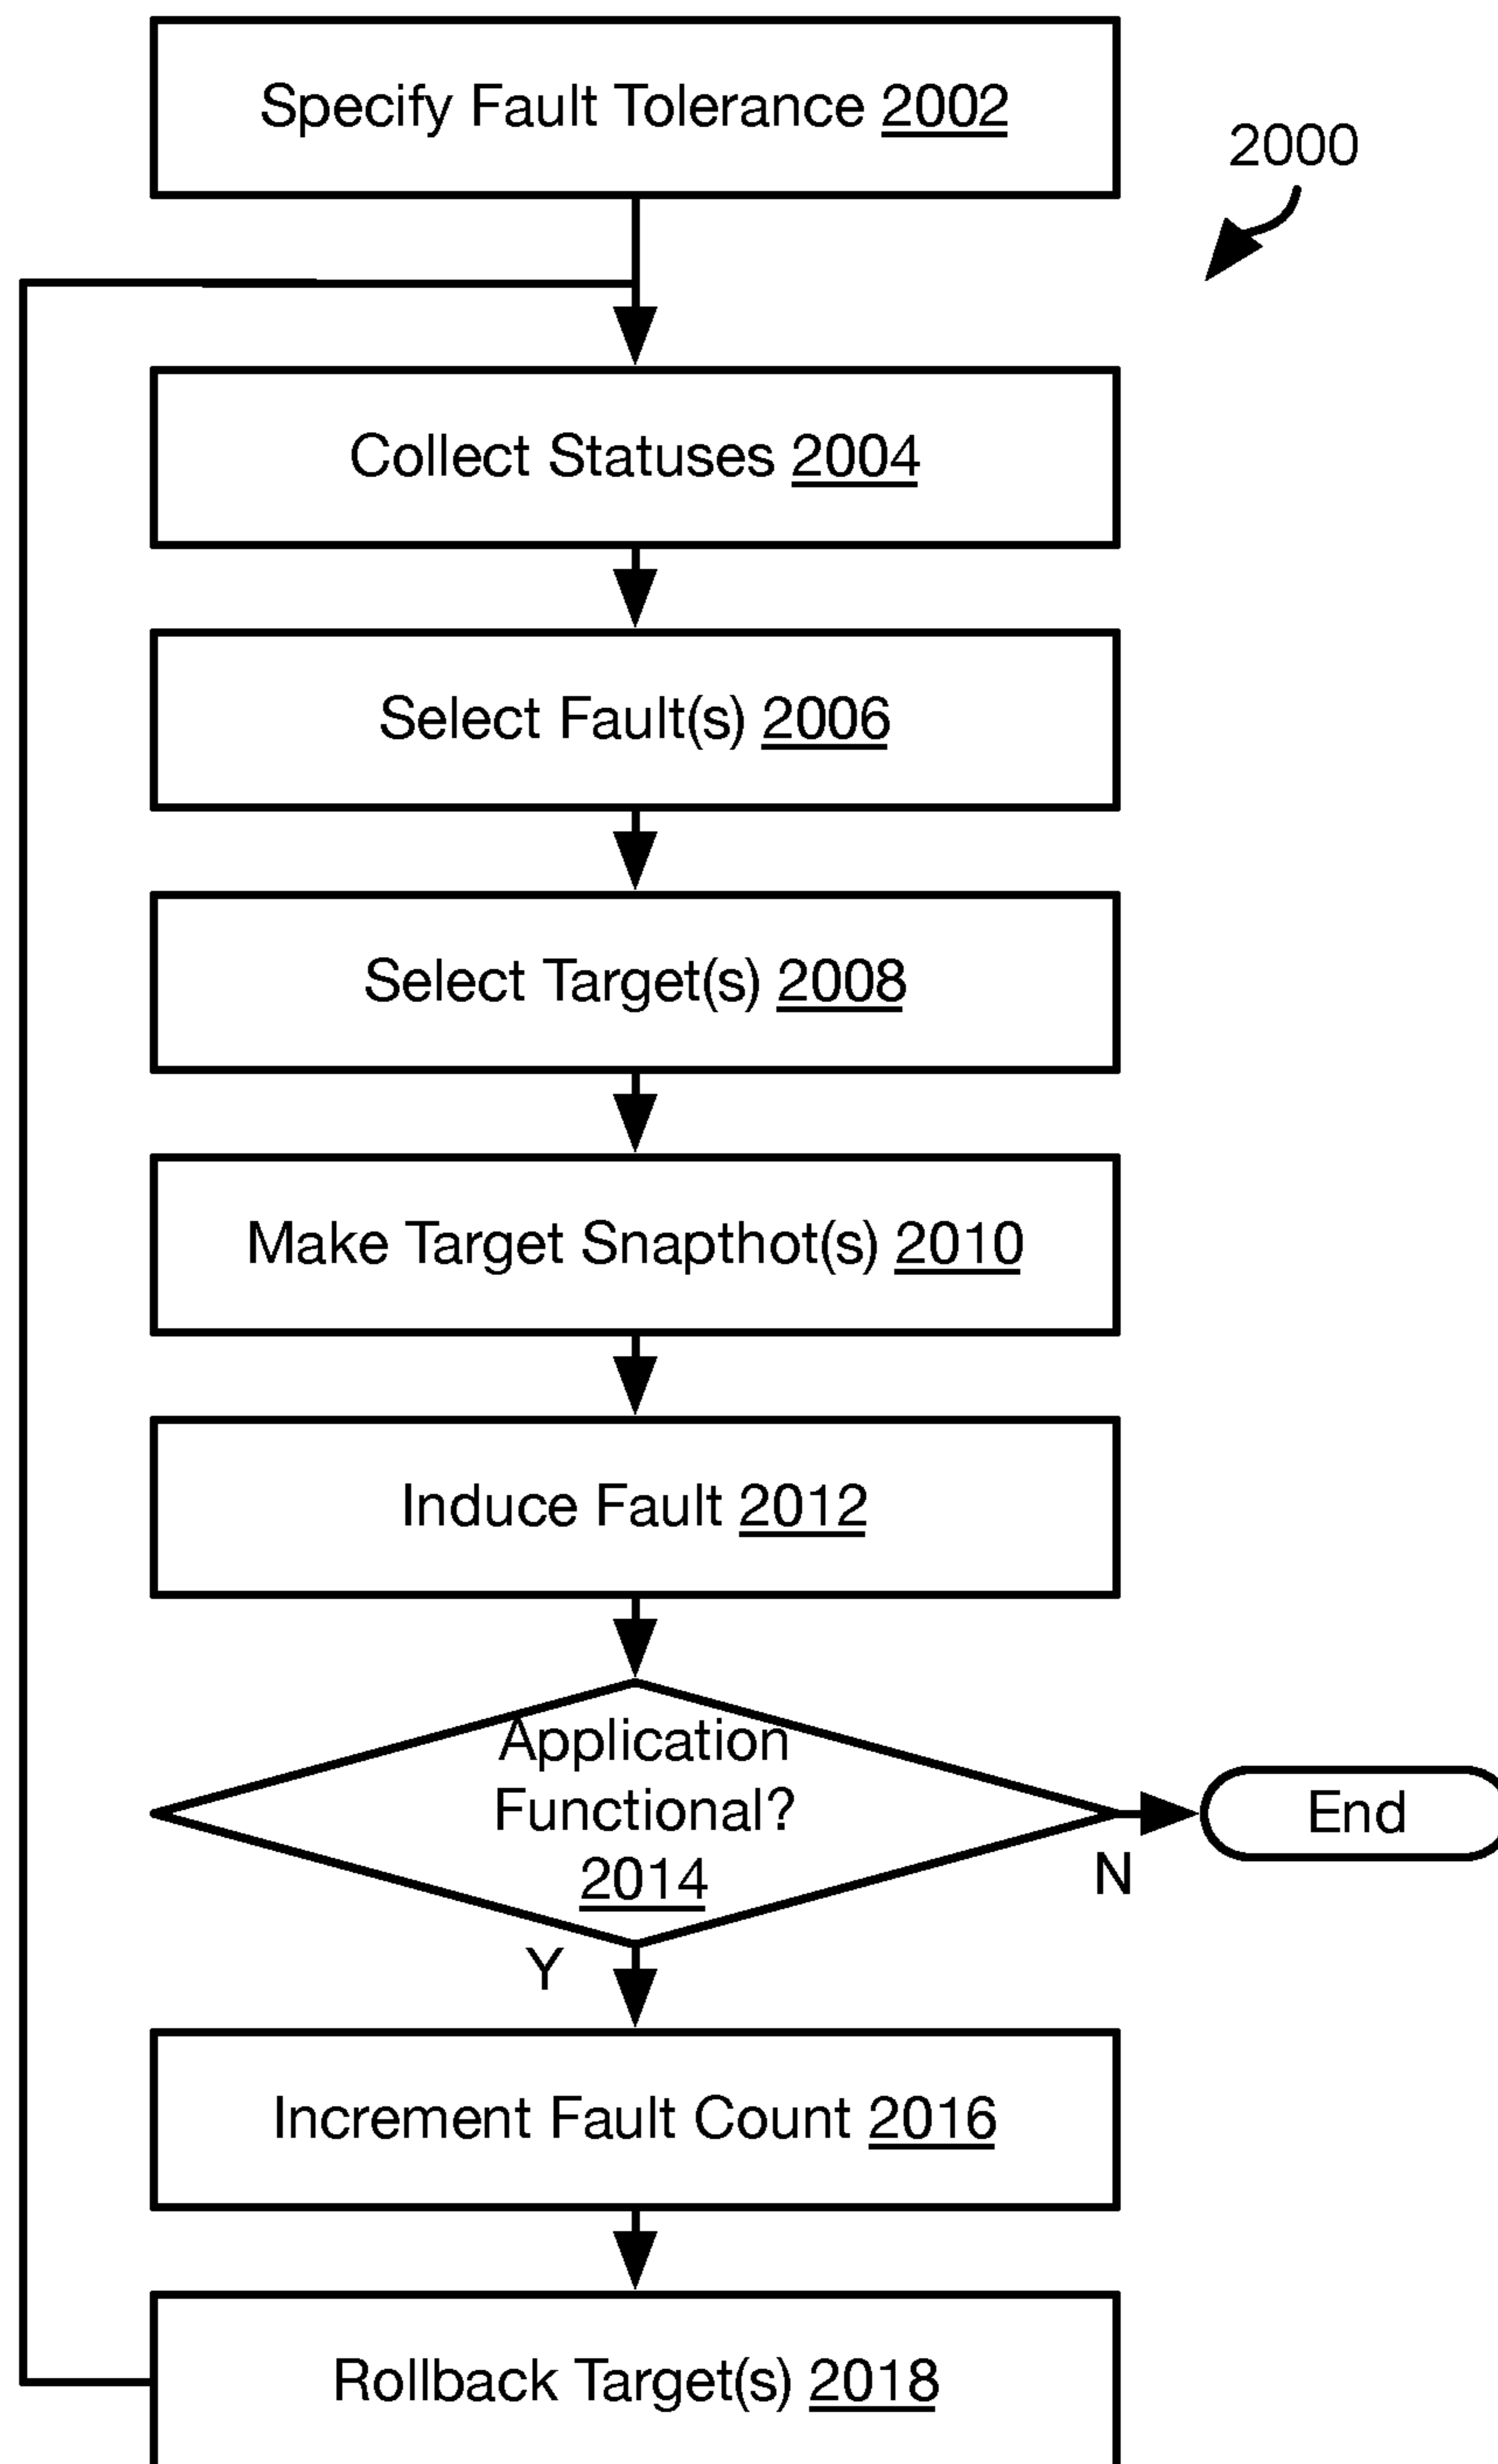 Specify Fault Tolerance 2002
2000
Collect Statuses 2004
Select Fault(s) 2006
Select Target(s) 2008
Make Target Snapthot(s) 2010
Induce Fault 2012
Application
Functional?
2014
End
N
Y
Increment Fault Count 2016
Rollback Target(s) 2018